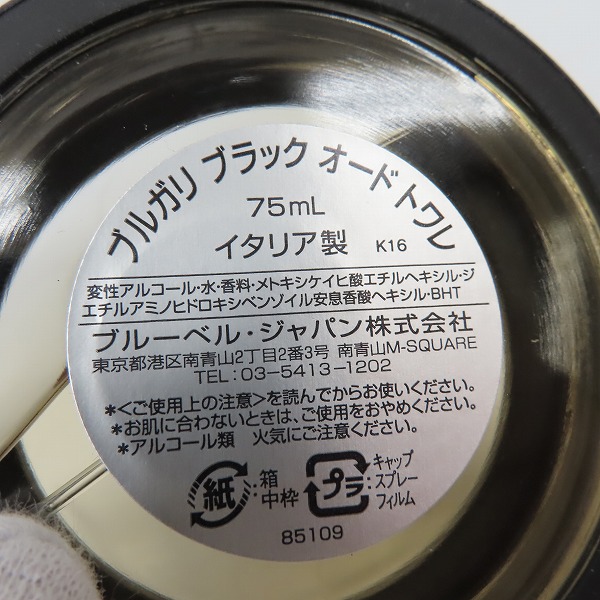 ブルガリ ブラック オードトワレ
75mL
イタリア製 K16
変性アルコール・水・香料・メトキシケイヒ酸エチルヘキシル・ジ
エチルアミノヒドロキシベンゾイル安息香酸ヘキシル・BHT
ブルーベル・ジャパン株式会社
東京都港区南青山2丁目2番3号 南青山M-SQUARE
TEL:03-5413-1202
*<ご使用上の注意>を読んでからお使いください。
*お肌に合わないときは、ご使用をおやめください。
*アルコール類 火気にご注意ください。
紙:箱 中枠
プラ:キャップ スプレー フィルム
85109